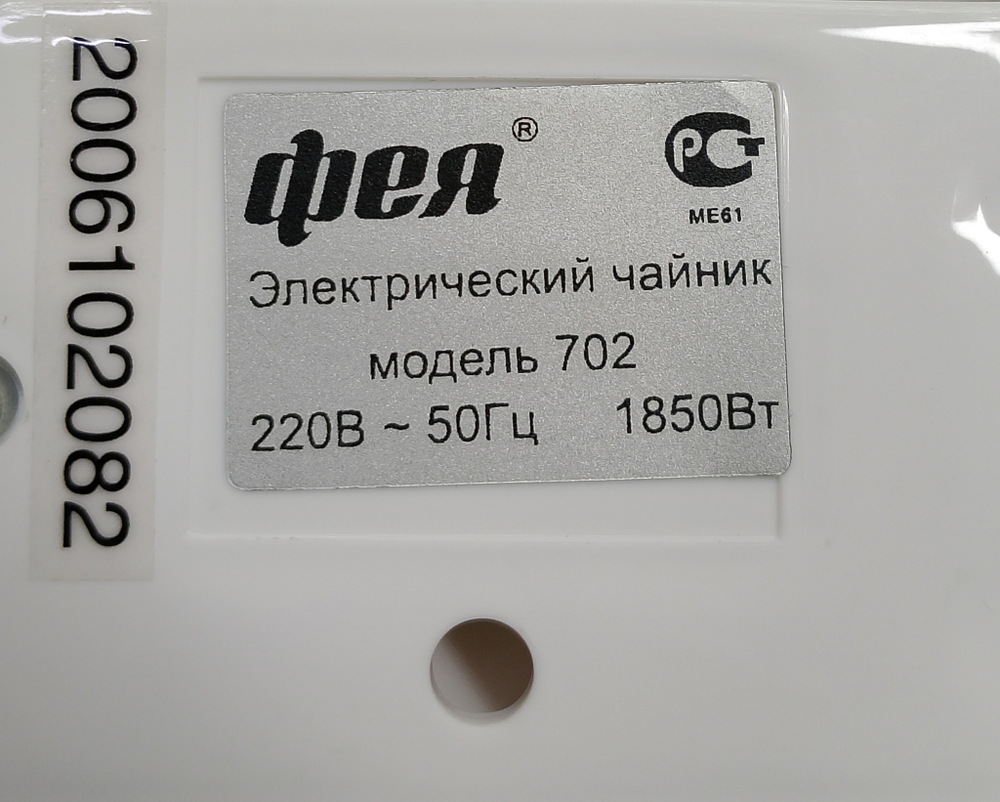 2006102082
фея®
РСТ
МЕ61
Электрический чайник
модель 702
220В ~ 50Гц 1850Вт